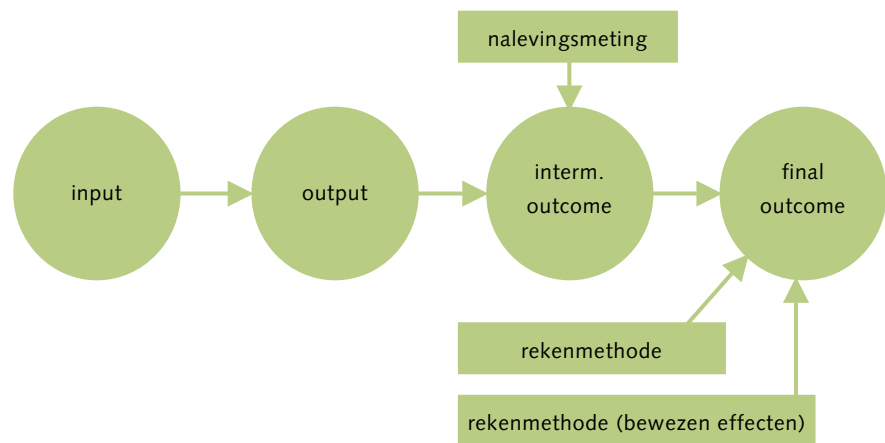 nalevingsmeting
input
output
interm.
outcome
final
outcome
rekenmethode
rekenmethode (bewezen effecten)